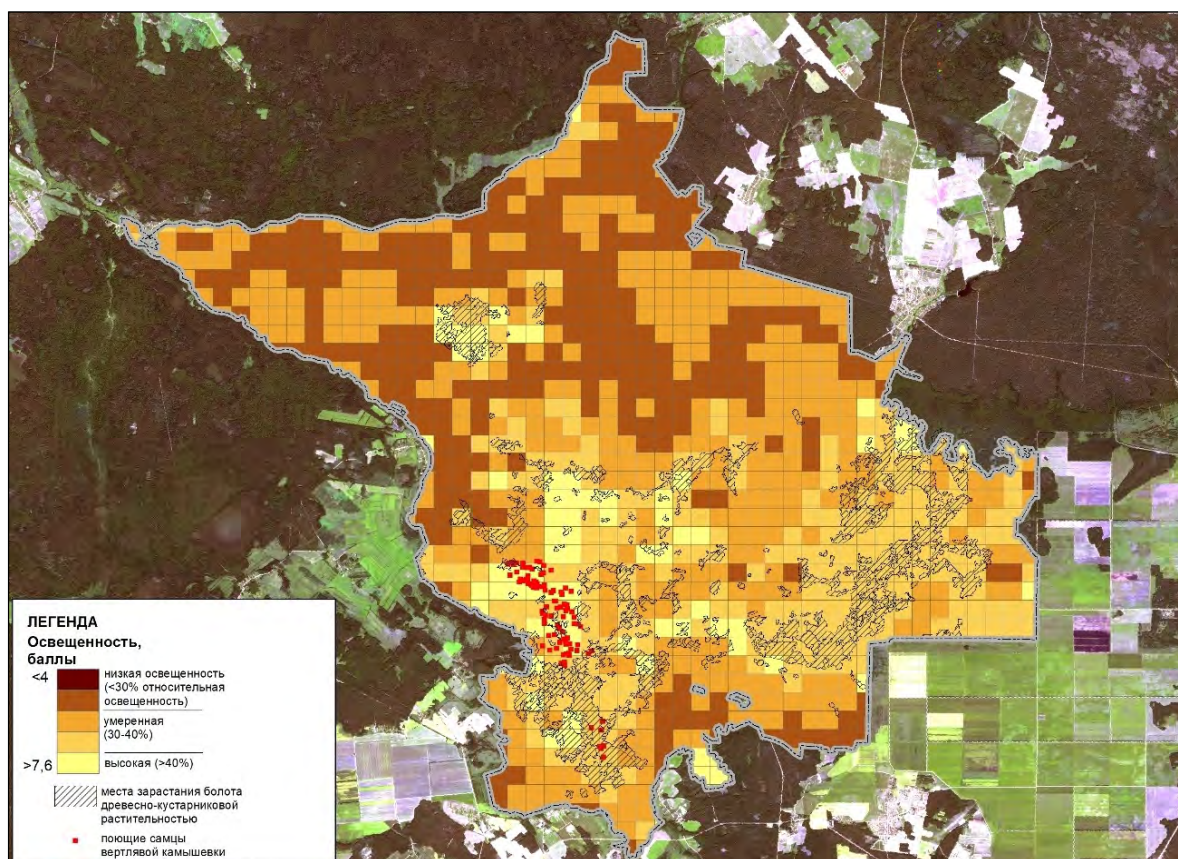 ЛЕГЕНДА
Освещенность,
баллы
<4
низкая освещенность
(<30% относительная
освещенность)
умеренная
(30-40%)
>7,6
высокая (>40%)
места зарастания болота
древесно-кустарниковой
растительностью
поющие самцы
вертлявой камышевки